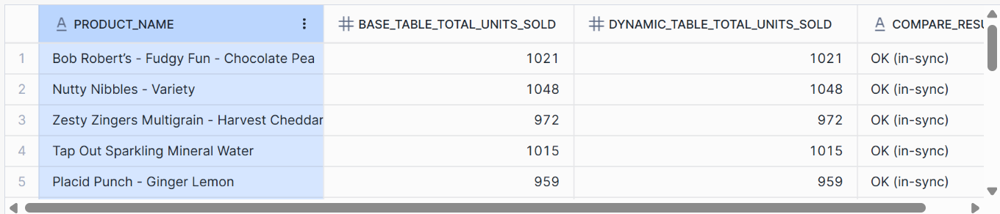 PRODUCT_NAME BASE_TABLE_TOTAL_UNITS_SOLD DYNAMIC_TABLE_TOTAL_UNITS_SOLD COMPARE_RESU
1 Bob Robert’s - Fudgy Fun - Chocolate Pea 1021 1021 OK (in-sync)
2 Nutty Nibbles - Variety 1048 1048 OK (in-sync)
3 Zesty Zingers Multigrain - Harvest Cheddar 972 972 OK (in-sync)
4 Tap Out Sparkling Mineral Water 1015 1015 OK (in-sync)
5 Placid Punch - Ginger Lemon 959 959 OK (in-sync)